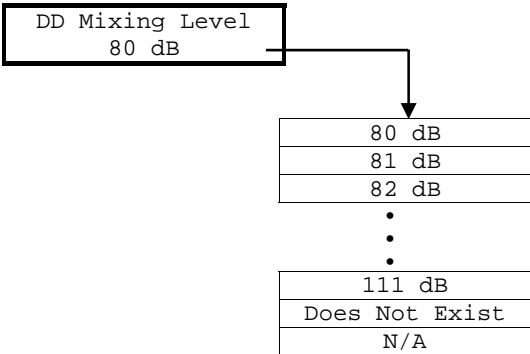 DD Mixing Level
80 dB
80 dB
81 dB
82 dB
111 dB
Does Not Exist
N/A